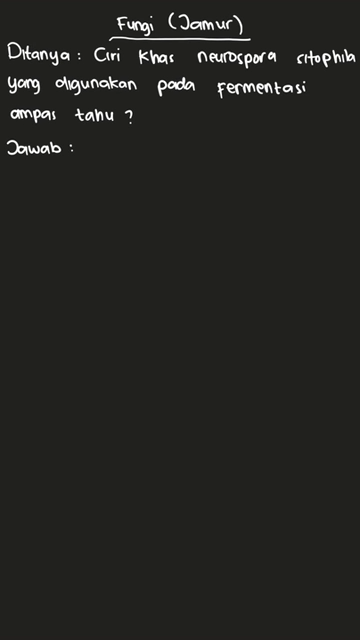 Fungi (Jamur)
Ditanya : Ciri khas neurospora sitophila
yang digunakan pada fermentasi
ampas tahu ?
Jawab :